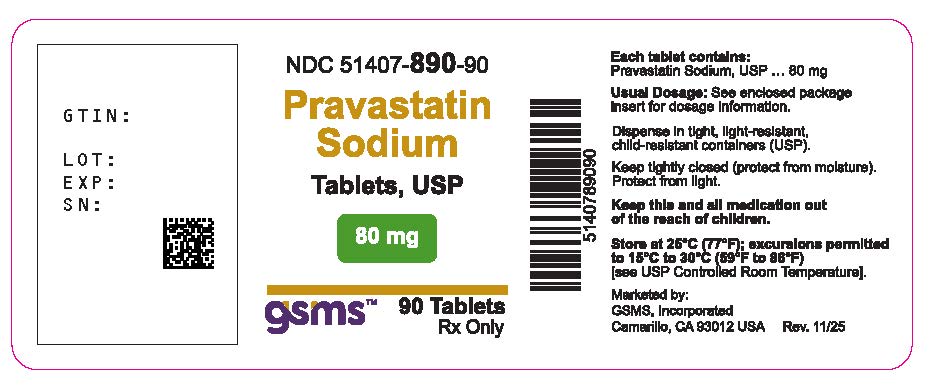 GTIN:
LOT:
EXP:
SN:
NDC 51407-890-90
Pravastatin
Sodium
Tablets, USP
80 mg
gsms™
90 Tablets
Rx Only
5140789090
Each tablet contains:
Pravastatin Sodium, USP ... 80 mg
Usual Dosage: See enclosed package
insert for dosage information.
Dispense in tight, light-resistant,
child-resistant containers (USP).
Keep tightly closed (protect from moisture).
Protect from light.
Keep this and all medication out
of the reach of children.
Store at 25°C (77°F); excursions permitted
to 15°C to 30°C (59°F to 86°F)
[see USP Controlled Room Temperature].
Marketed by:
GSMS, Incorporated
Camarillo, CA 93012 USA Rev. 11/25